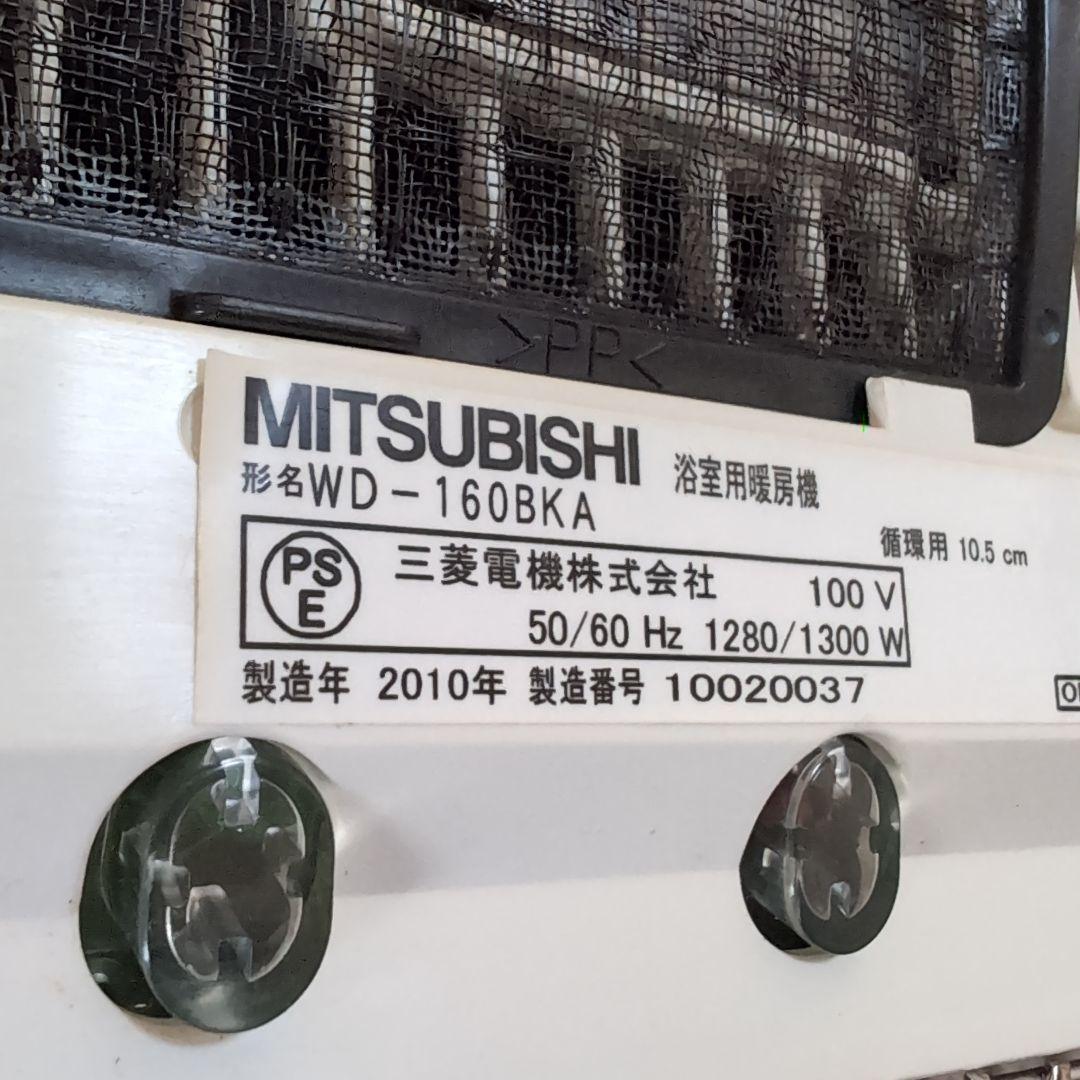 >PP<
MITSUBISHI 浴室用暖房機
形名WD-160BKA
循環用 10.5 cm
PS
E
三菱電機株式会社 100 V
50/60 Hz 1280/1300 W
製造年 2010年 製造番号 10020037